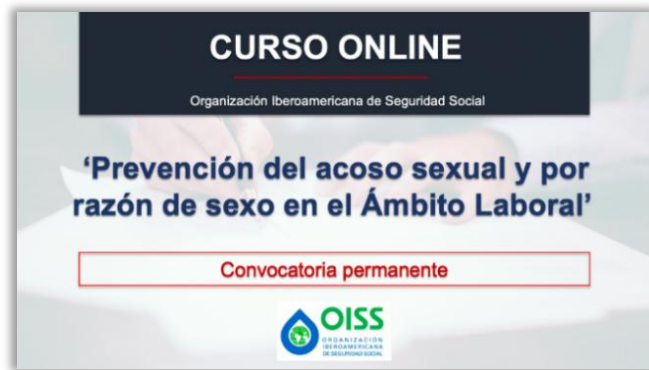 CURSO ONLINE
Organización Iberoamericana de Seguridad Social
‘Prevención del acoso sexual y por
razón de sexo en el Ámbito Laboral’
Convocatoria permanente
OISS
ORGANIZACIÓN
IBEROAMERICANA
DE SEGURIDAD SOCIAL